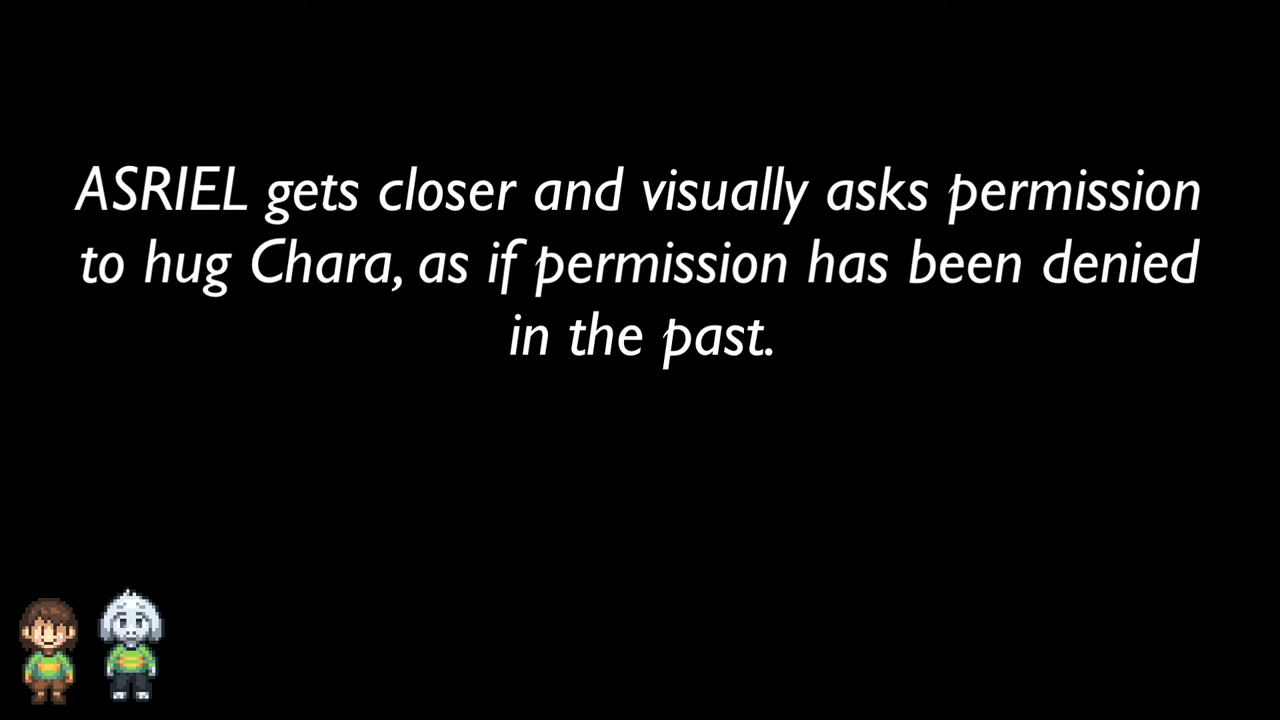 ASRIEL gets closer and visually asks permission
to hug Chara, as if permission has been denied
in the past.